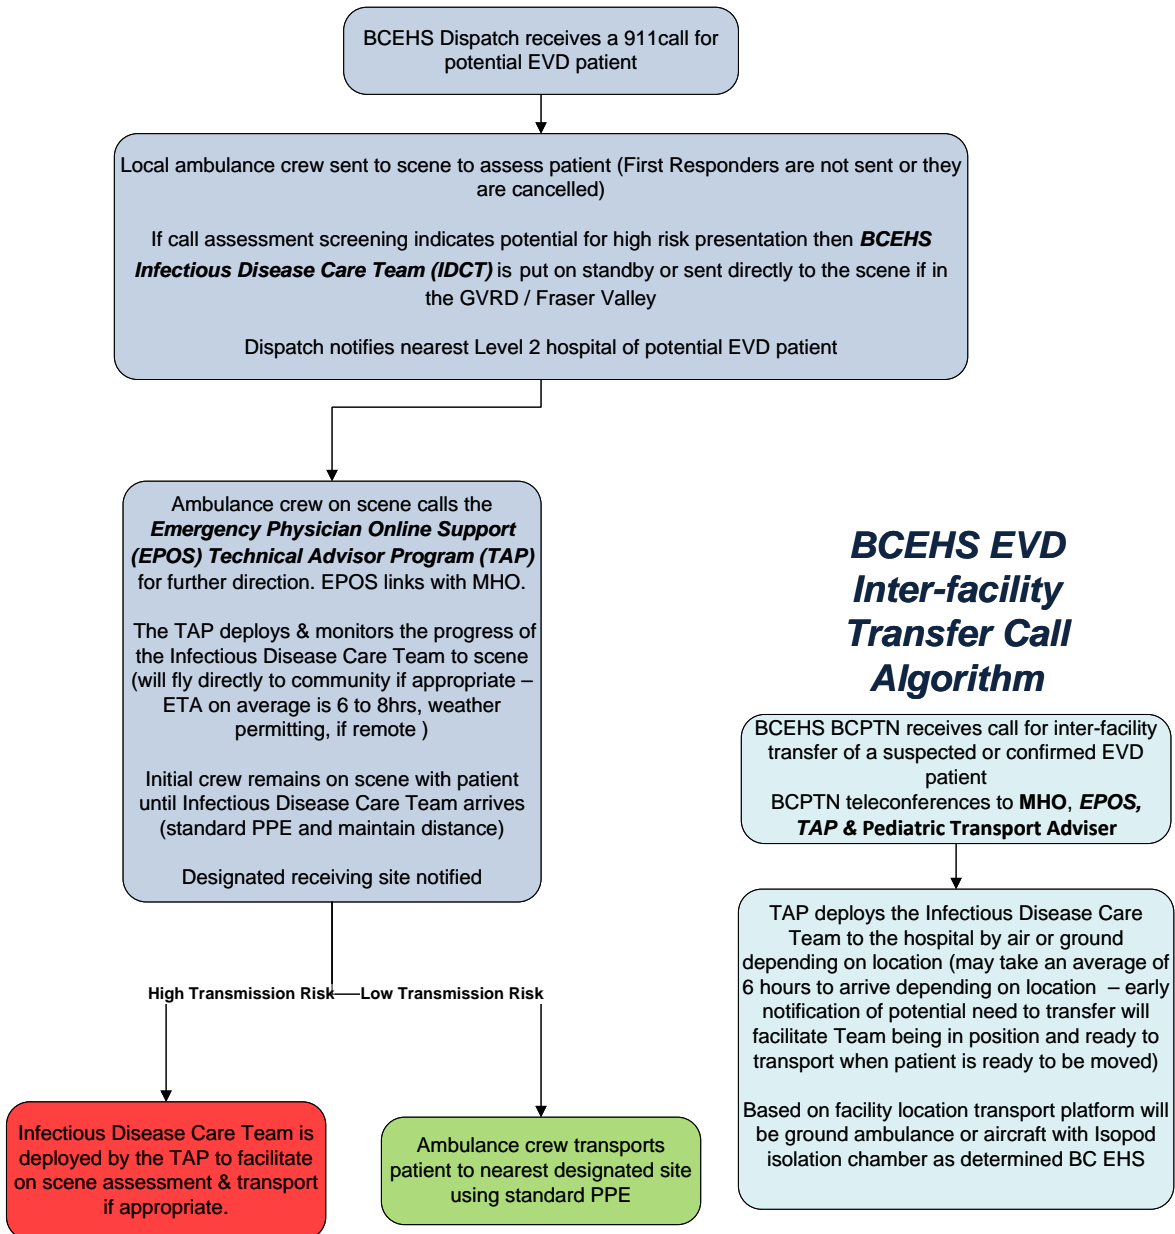 BCEHS Dispatch receives a 911call for
potential EVD patient
Local ambulance crew sent to scene to assess patient (First Responders are not sent or they
are cancelled)
If call assessment screening indicates potential for high risk presentation then BCEHS
Infectious Disease Care Team (IDCT) is put on standby or sent directly to the scene if in
the GVRD / Fraser Valley
Dispatch notifies nearest Level 2 hospital of potential EVD patient
Ambulance crew on scene calls the
Emergency Physician Online Support
(EPOS) Technical Advisor Program (TAP)
for further direction. EPOS links with MHO.
The TAP deploys & monitors the progress of
the Infectious Disease Care Team to scene
(will fly directly to community if appropriate –
ETA on average is 6 to 8hrs, weather
permitting, if remote )
Initial crew remains on scene with patient
until Infectious Disease Care Team arrives
(standard PPE and maintain distance)
Designated receiving site notified
High Transmission Risk
Low Transmission Risk
Infectious Disease Care Team is
deployed by the TAP to facilitate
on scene assessment & transport
if appropriate.
Ambulance crew transports
patient to nearest designated site
using standard PPE
BCEHS EVD
Inter-facility
Transfer Call
Algorithm
BCEHS BCPTN receives call for inter-facility
transfer of a suspected or confirmed EVD
patient
BCPTN teleconferences to MHO, EPOS,
TAP & Pediatric Transport Adviser
TAP deploys the Infectious Disease Care
Team to the hospital by air or ground
depending on location (may take an average of
6 hours to arrive depending on location – early
notification of potential need to transfer will
facilitate Team being in position and ready to
transport when patient is ready to be moved)
Based on facility location transport platform will
be ground ambulance or aircraft with Isopod
isolation chamber as determined BC EHS